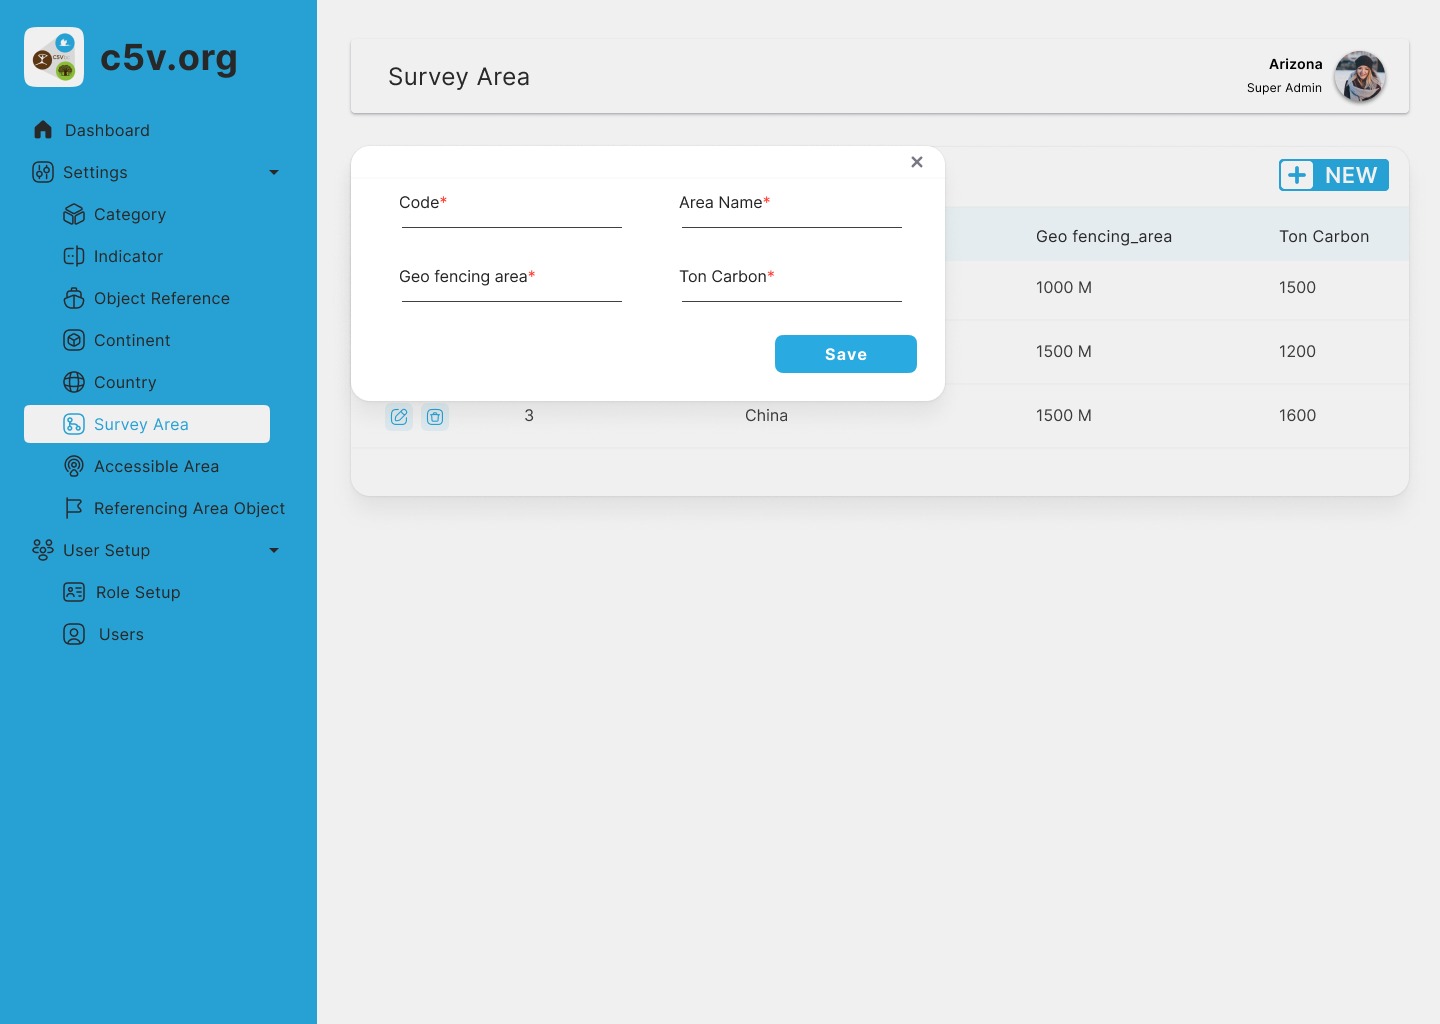 c5v.org
Dashboard
Settings
Category
Indicator
Object Reference
Continent
Country
Survey Area
Accessible Area
Referencing Area Object
User Setup
Role Setup
Users
Survey Area
Arizona
Super Admin
NEW
Code*
Area Name*
Geo fencing area*
Ton Carbon*
Save
Geo fencing_area Ton Carbon
1000 M 1500
1500 M 1200
3 China 1500 M 1600